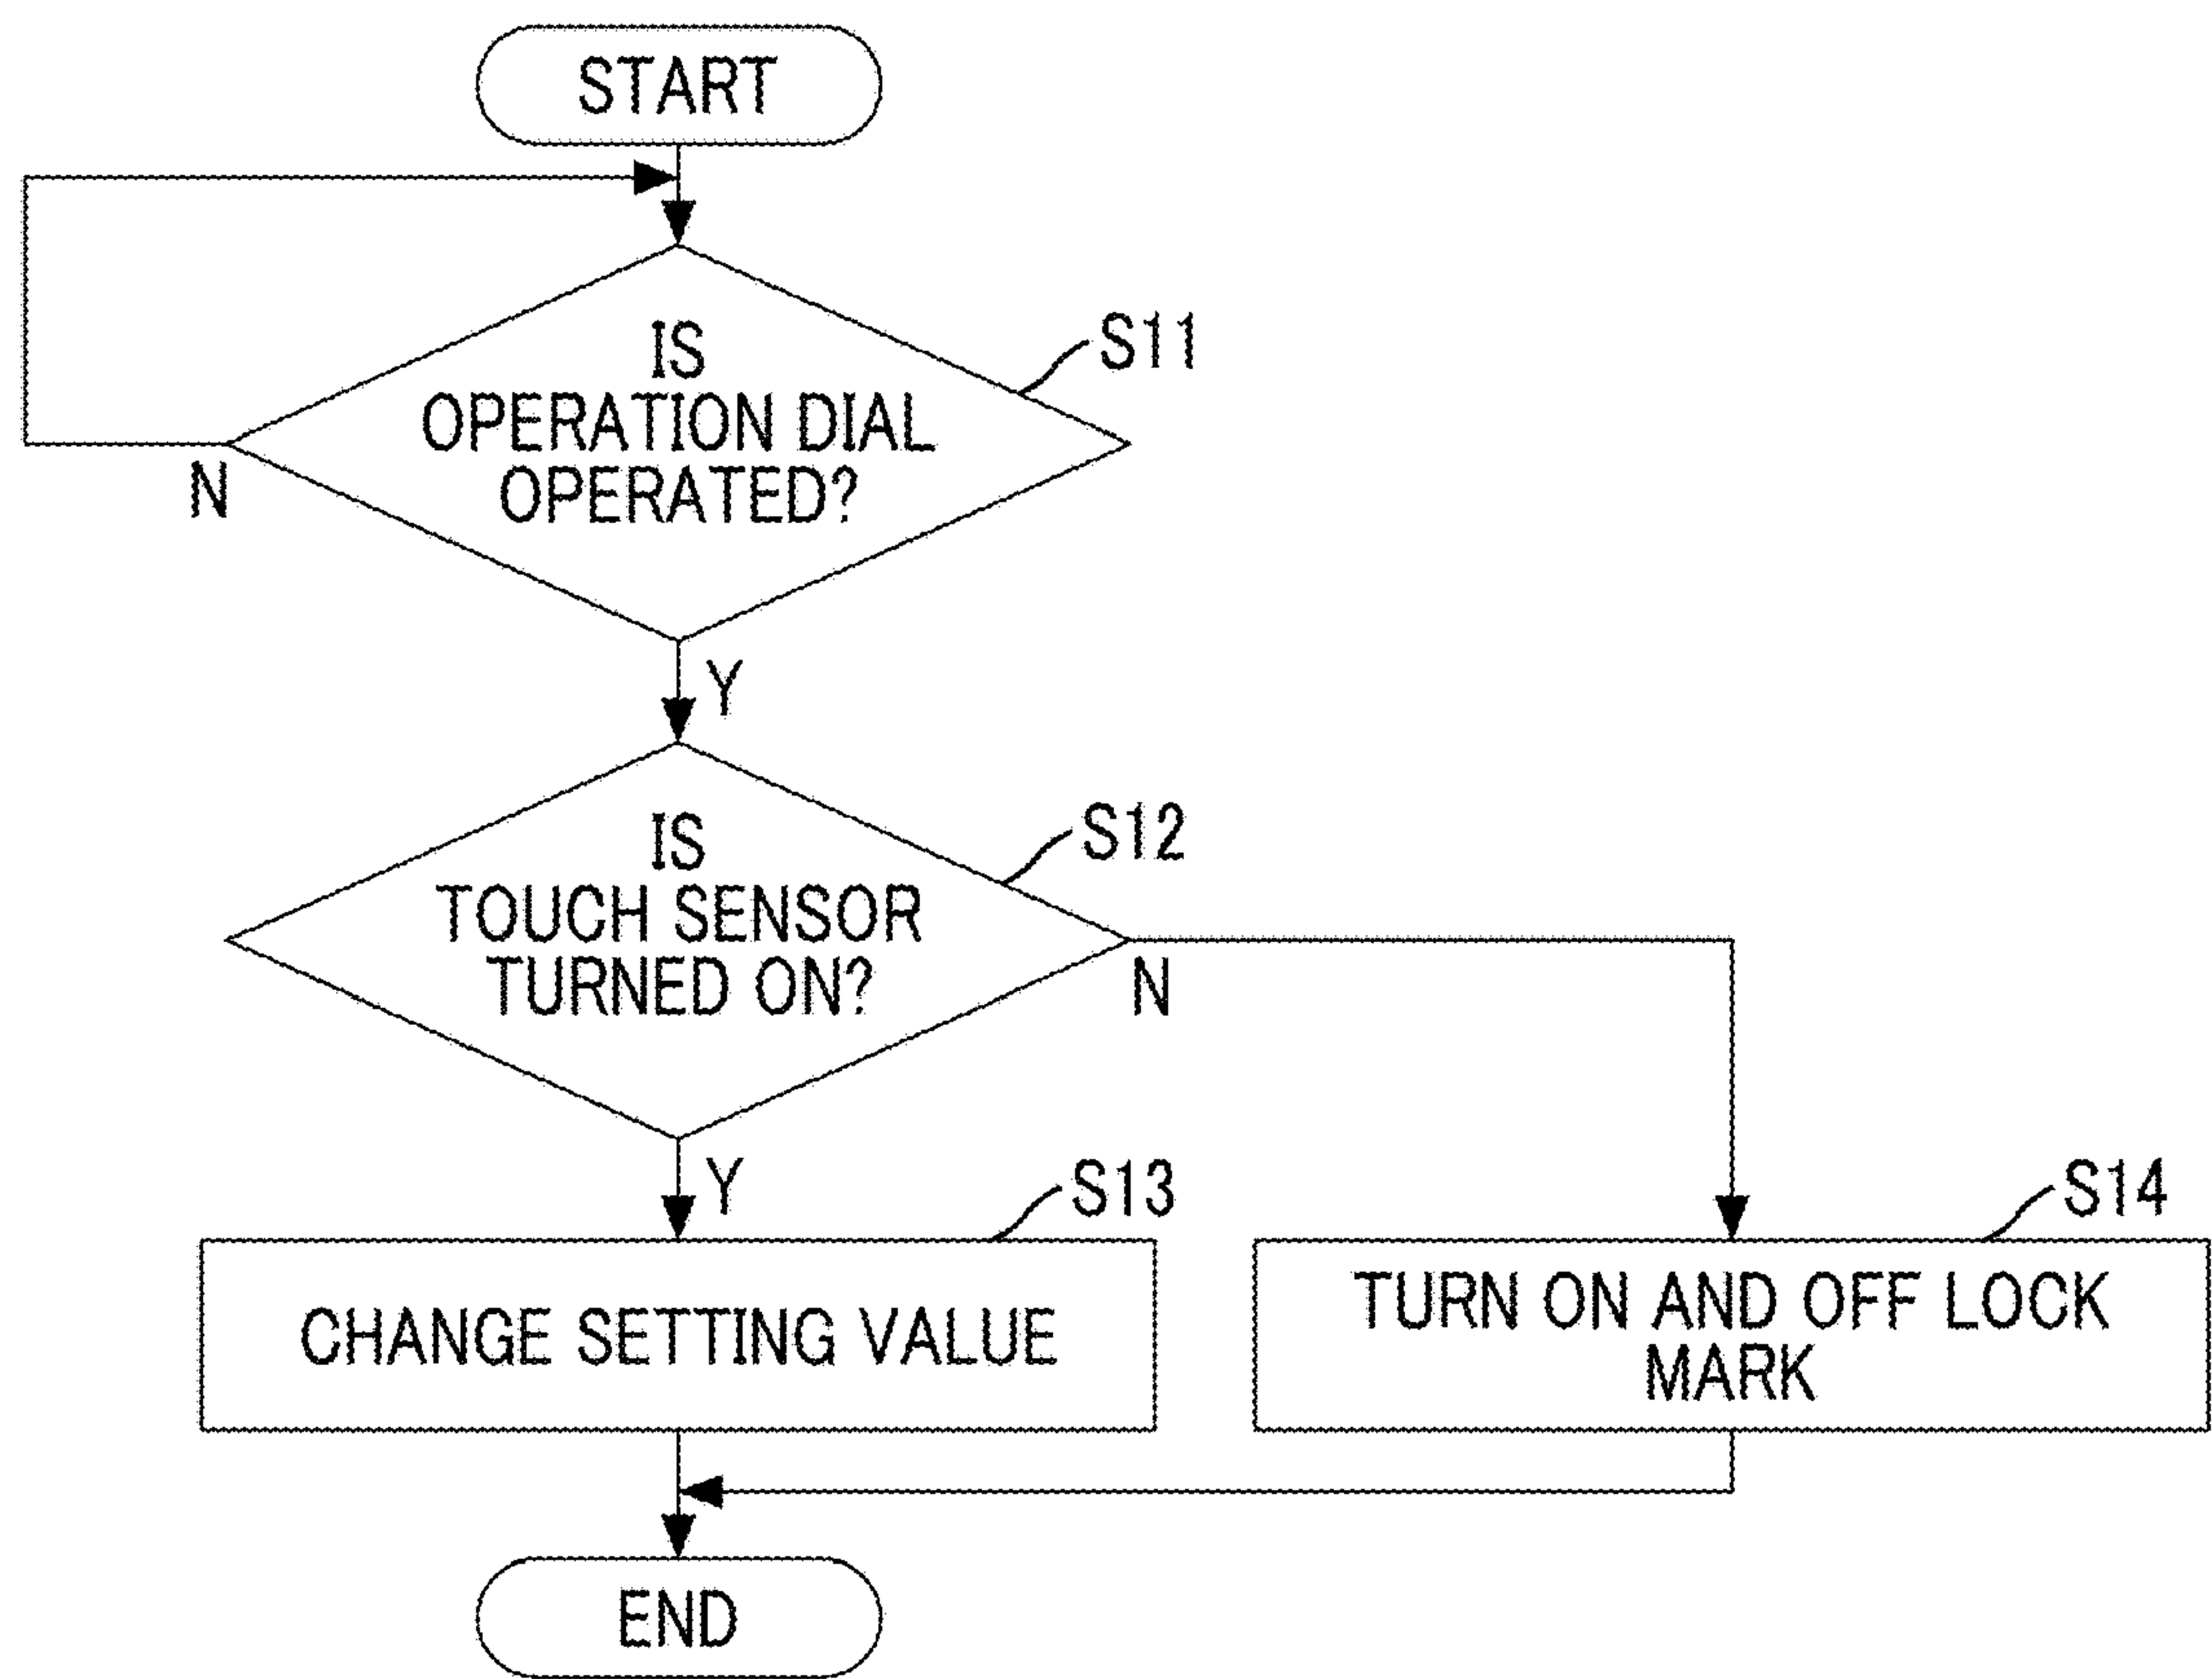 START
IS
OPERATION DIAL
OPERATED?
S11
N
Y
IS
TOUCH SENSOR
TURNED ON?
S12
N
Y
S13
CHANGE SETTING VALUE
S14
TURN ON AND OFF LOCK
MARK
END